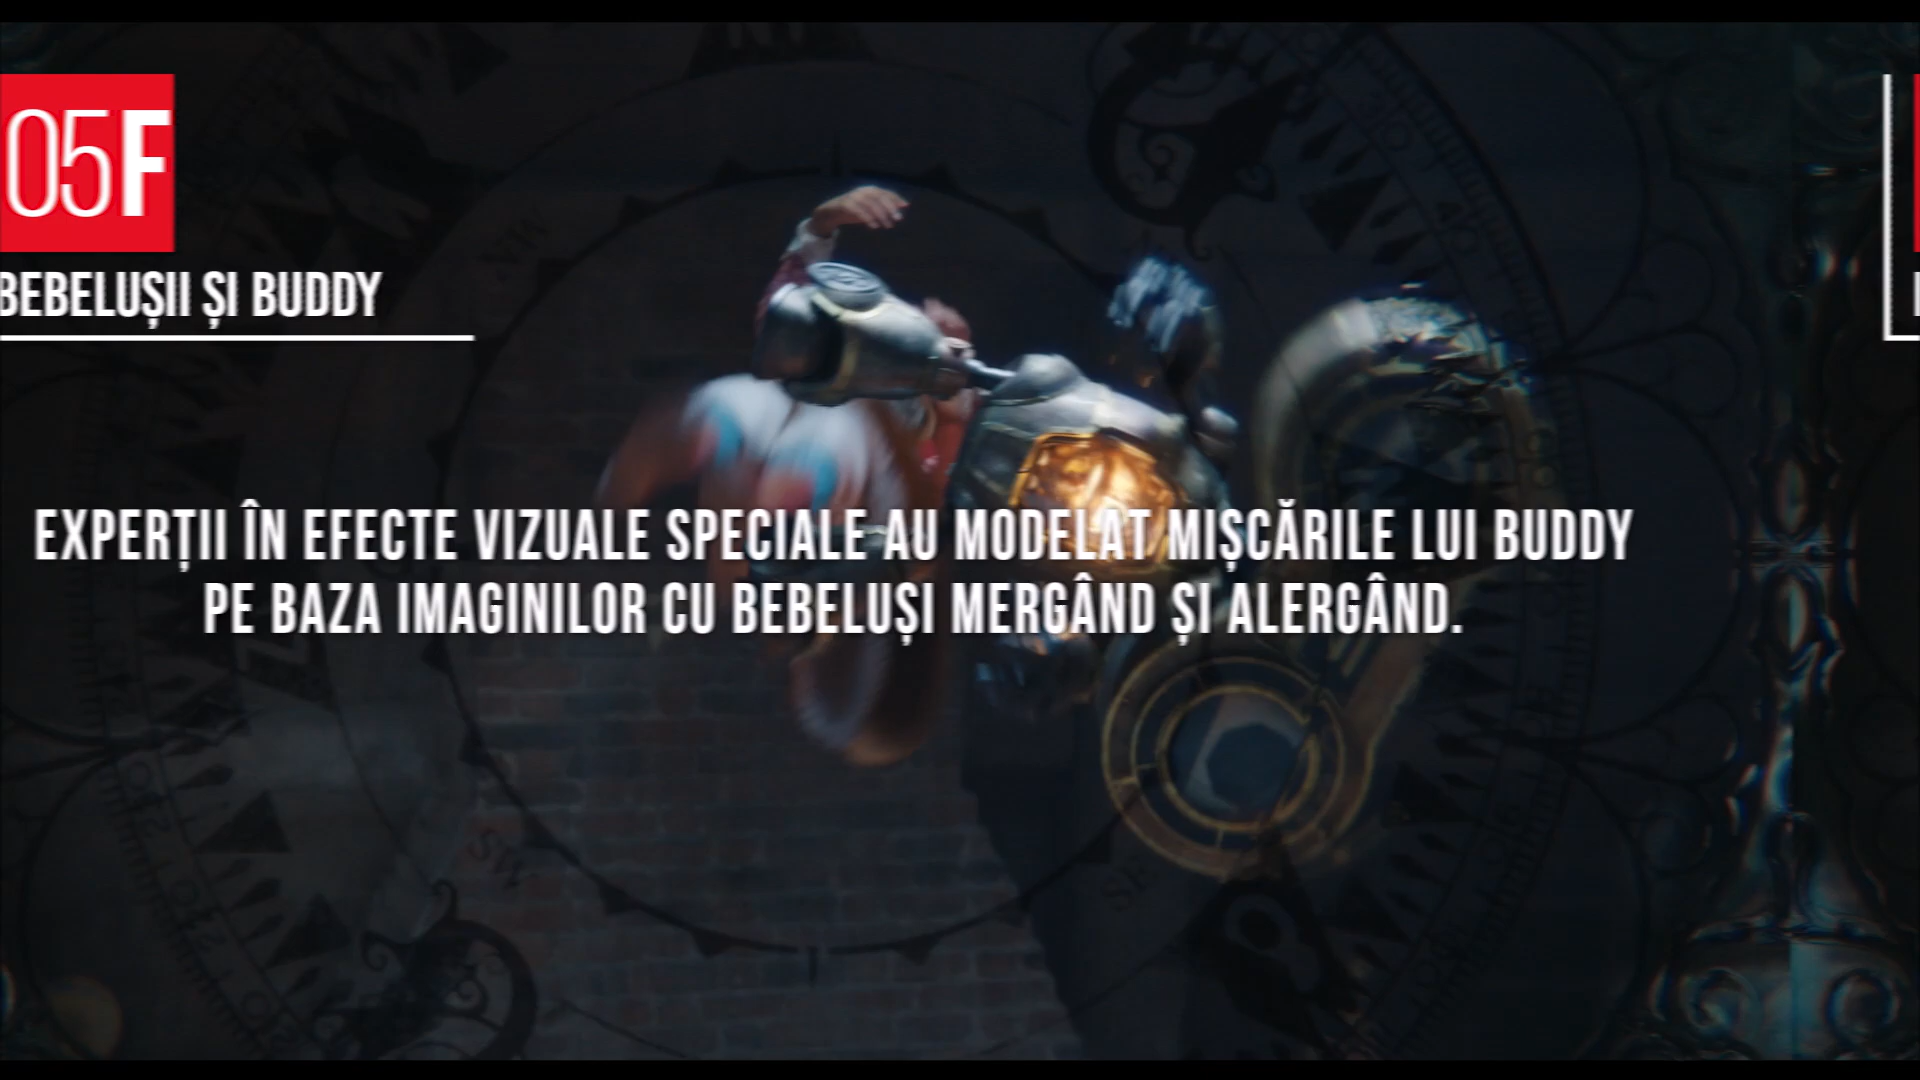 05F
BEBELUȘII ȘI BUDDY
EXPERȚII ÎN EFECTE VIZUALE SPECIALE AU MODELAT MIȘCĂRILE LUI BUDDY
PE BAZA IMAGINILOR CU BEBELUȘI MERGÂND ȘI ALERGÂND.